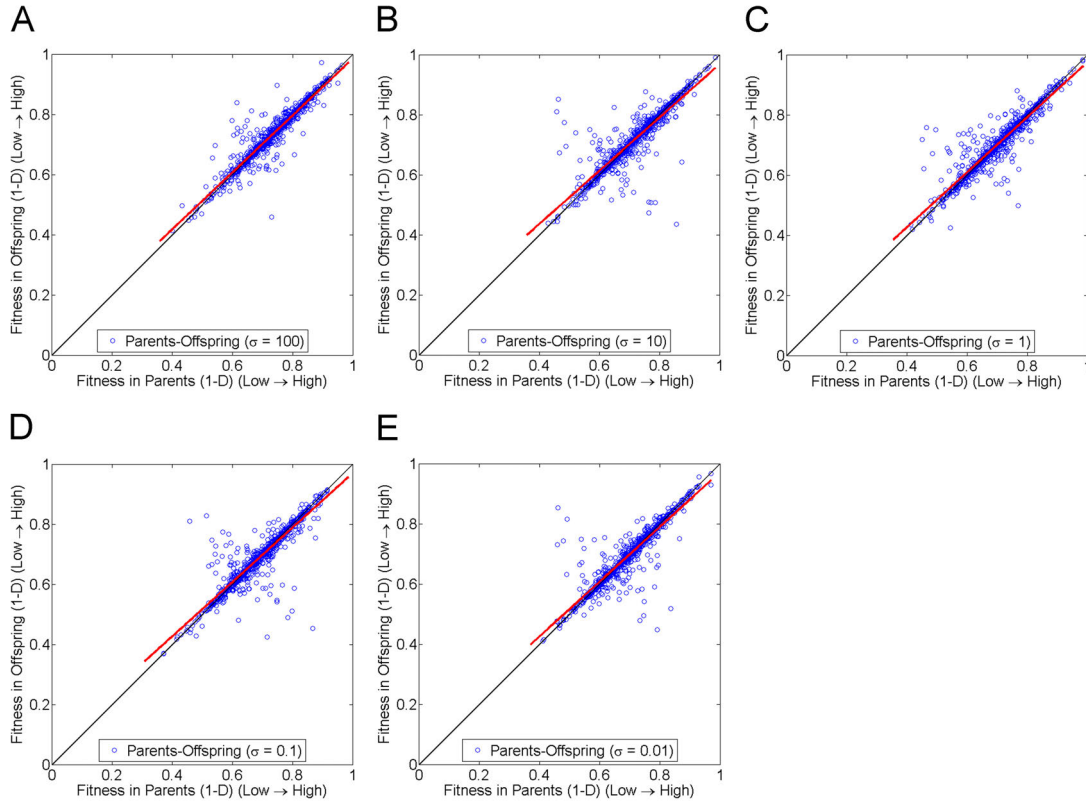 A
Fitness in Offspring (1-D) (Low → High)
1
0.8
0.6
0.4
0.2
0
Parents-Offspring (σ = 100)
0 0.2 0.4 0.6 0.8 1
Fitness in Parents (1-D) (Low → High)
B
Fitness in Offspring (1-D) (Low → High)
1
0.8
0.6
0.4
0.2
0
Parents-Offspring (σ = 10)
0 0.2 0.4 0.6 0.8 1
Fitness in Parents (1-D) (Low → High)
C
Fitness in Offspring (1-D) (Low → High)
1
0.8
0.6
0.4
0.2
0
Parents-Offspring (σ = 1)
0 0.2 0.4 0.6 0.8 1
Fitness in Parents (1-D) (Low → High)
D
Fitness in Offspring (1-D) (Low → High)
1
0.8
0.6
0.4
0.2
0
Parents-Offspring (σ = 0.1)
0 0.2 0.4 0.6 0.8 1
Fitness in Parents (1-D) (Low → High)
E
Fitness in Offspring (1-D) (Low → High)
1
0.8
0.6
0.4
0.2
0
Parents-Offspring (σ = 0.01)
0 0.2 0.4 0.6 0.8 1
Fitness in Parents (1-D) (Low → High)